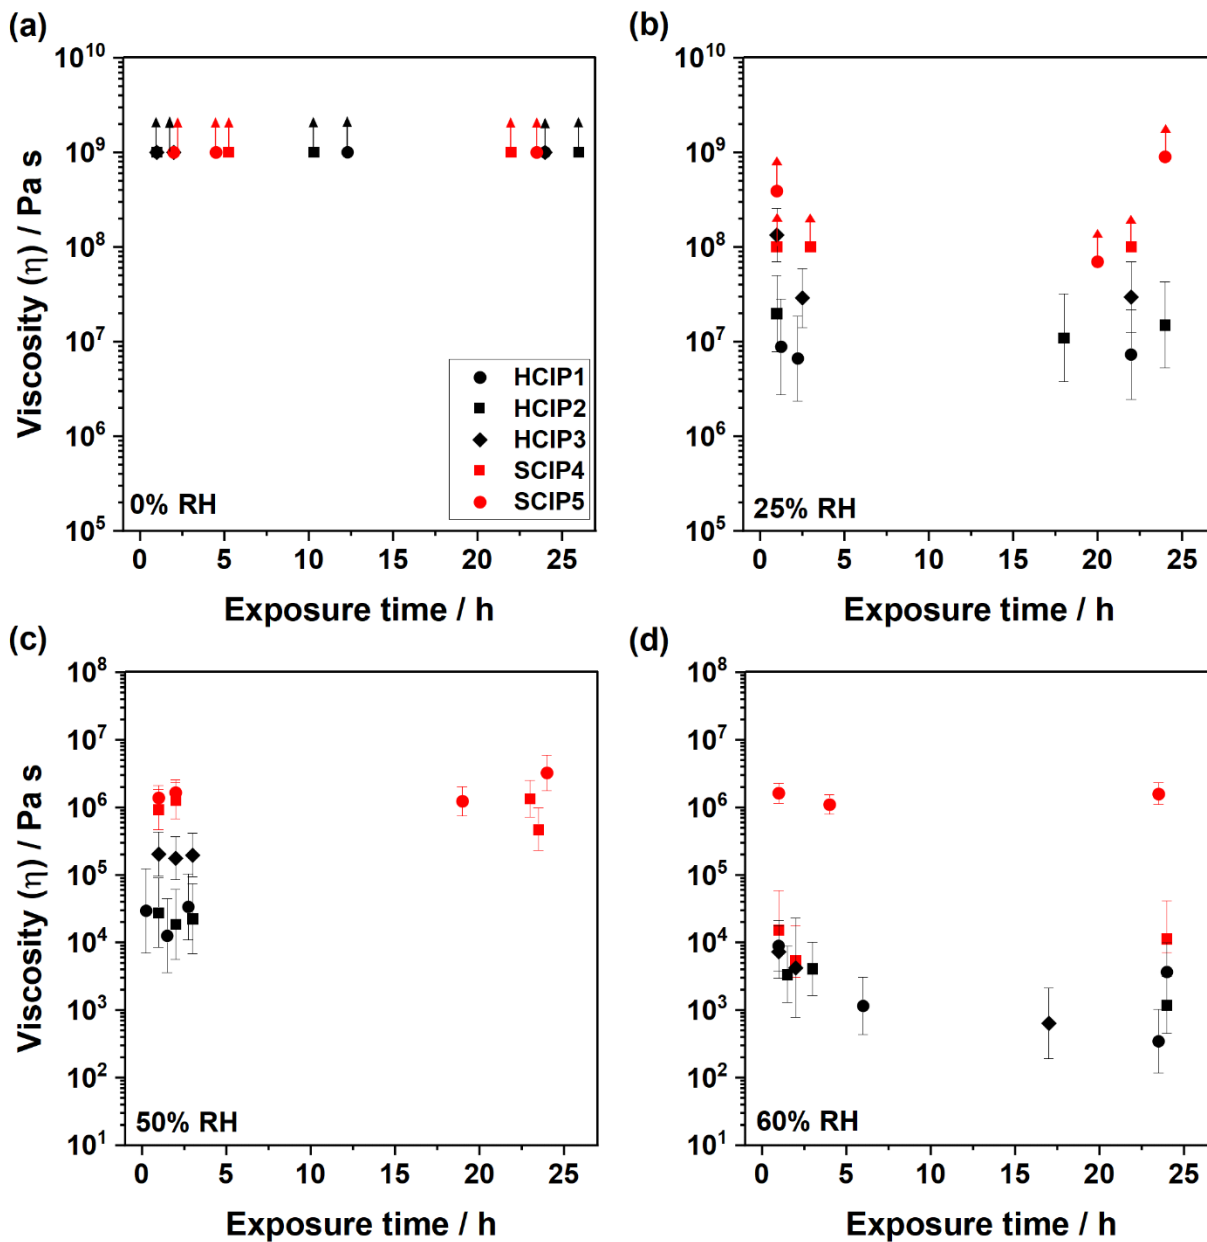 (a)
10^10
10^9
10^8
10^7
10^6
10^5
Viscosity (η) / Pa s
HCIP1
HCIP2
HCIP3
SCIP4
SCIP5
0% RH
0 5 10 15 20 25
Exposure time / h
(b)
10^10
10^9
10^8
10^7
10^6
10^5
25% RH
0 5 10 15 20 25
Exposure time / h
(c)
10^8
10^7
10^6
10^5
10^4
10^3
10^2
10^1
Viscosity (η) / Pa s
50% RH
0 5 10 15 20 25
Exposure time / h
(d)
10^8
10^7
10^6
10^5
10^4
10^3
10^2
10^1
60% RH
0 5 10 15 20 25
Exposure time / h